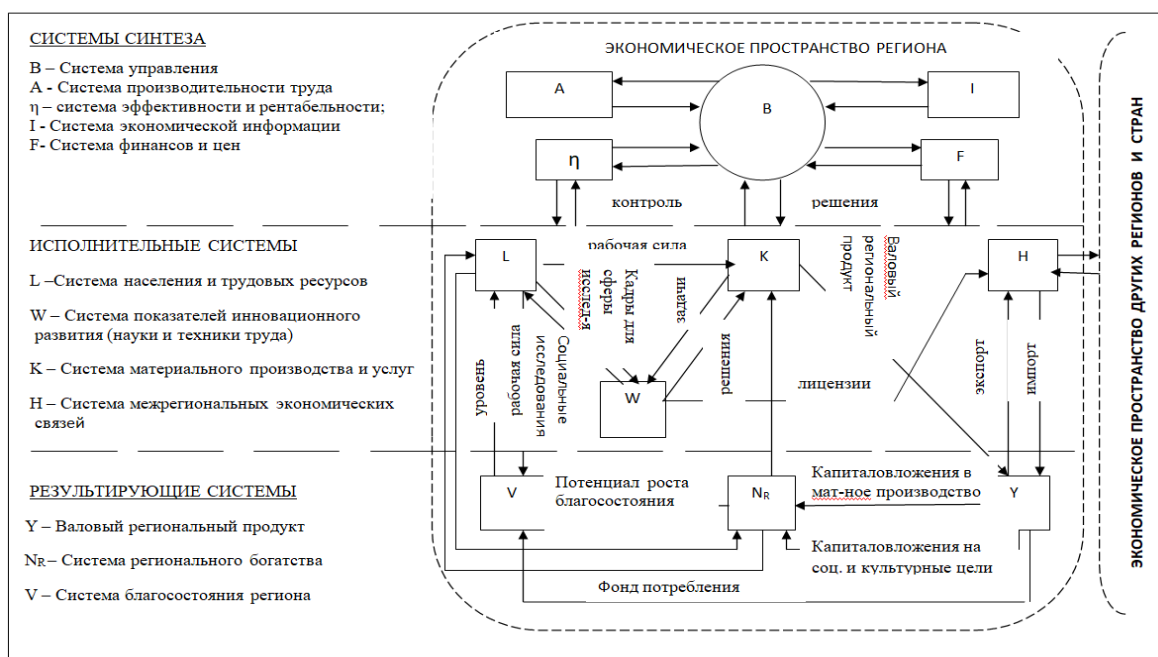 СИСТЕМЫ СИНТЕЗА
В – Система управления
А - Система производительности труда
η – система эффективности и рентабельности;
I - Система экономической информации
F- Система финансов и цен
ИСПОЛНИТЕЛЬНЫЕ СИСТЕМЫ
L –Система населения и трудовых ресурсов
W – Система показателей инновационного
развития (науки и техники труда)
K – Система материального производства и услуг
Н – Система межрегиональных экономических
связей
РЕЗУЛЬТИРУЮЩИЕ СИСТЕМЫ
Y – Валовый региональный продукт
NR – Система регионального богатства
V – Система благосостояния региона
ЭКОНОМИЧЕСКОЕ ПРОСТРАНСТВО РЕГИОНА
A
B
I
η
F
контроль
решения
L
рабочая сила
K
Валовый
региональный
продукт
H
Кадры для
сферы
исслед-я
задачи
решения
уровень
рабочая сила
Социальные
исследования
W
лицензии
экспорт
импорт
V
Потенциал роста
благосостояния
NR
Капиталовложения в
мат-ное производство
Y
Капиталовложения на
соц. и культурные цели
Фонд потребления
ЭКОНОМИЧЕСКОЕ ПРОСТРАНСТВО ДРУГИХ РЕГИОНОВ И СТРАН